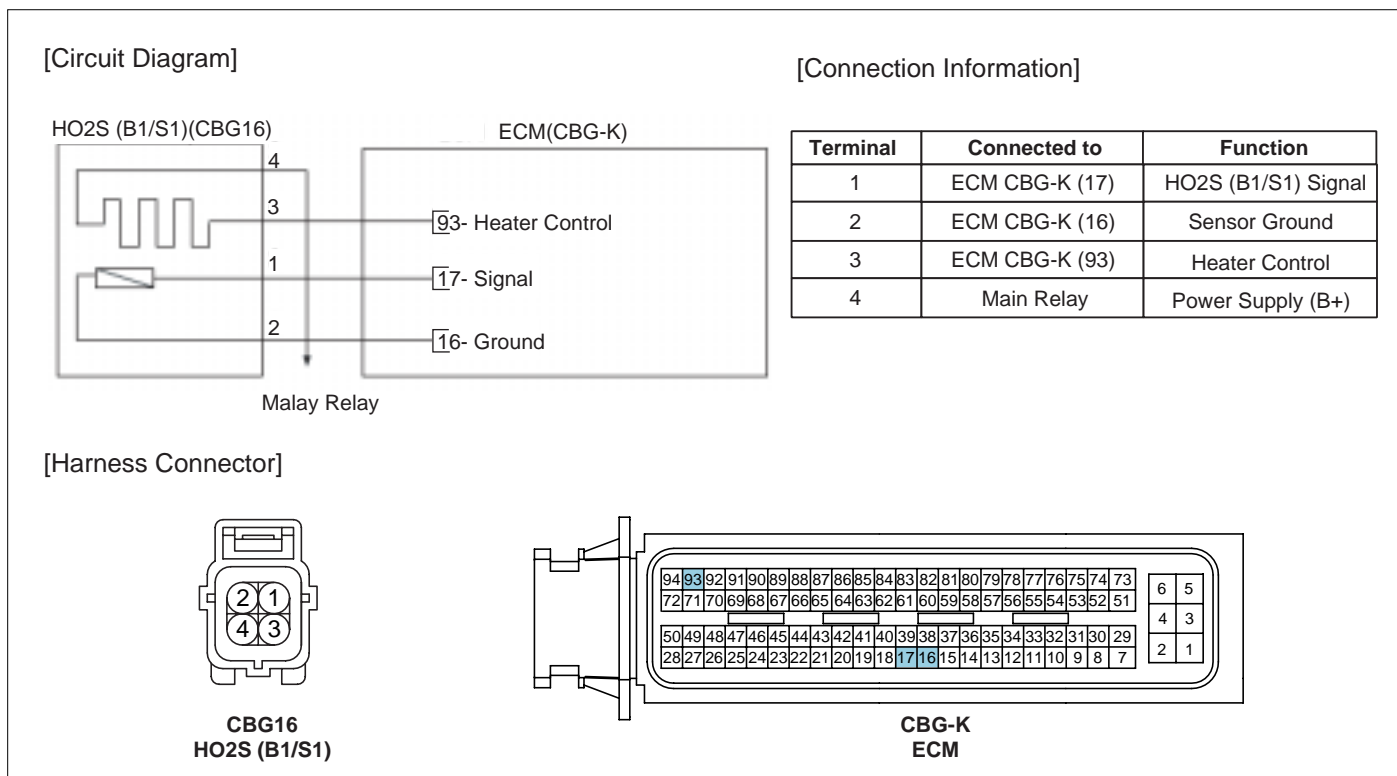 [Circuit Diagram]
HO2S (B1/S1)(CBG16)
ECM(CBG-K)
4
3
93- Heater Control
1
17- Signal
2
16- Ground
Malay Relay
[Connection Information]
Terminal Connected to Function
1 ECM CBG-K (17) HO2S (B1/S1) Signal
2 ECM CBG-K (16) Sensor Ground
3 ECM CBG-K (93) Heater Control
4 Main Relay Power Supply (B+)
[Harness Connector]
2 1
4 3
CBG16
HO2S (B1/S1)
94 93 92 91 90 89 88 87 86 85 84 83 82 81 80 79 78 77 76 75 74 73
72 71 70 69 68 67 66 65 64 63 62 61 60 59 58 57 56 55 54 53 52 51
50 49 48 47 46 45 44 43 42 41 40 39 38 37 36 35 34 33 32 31 30 29
28 27 26 25 24 23 22 21 20 19 18 17 16 15 14 13 12 11 10 9 8 7
6 5
4 3
2 1
CBG-K
ECM